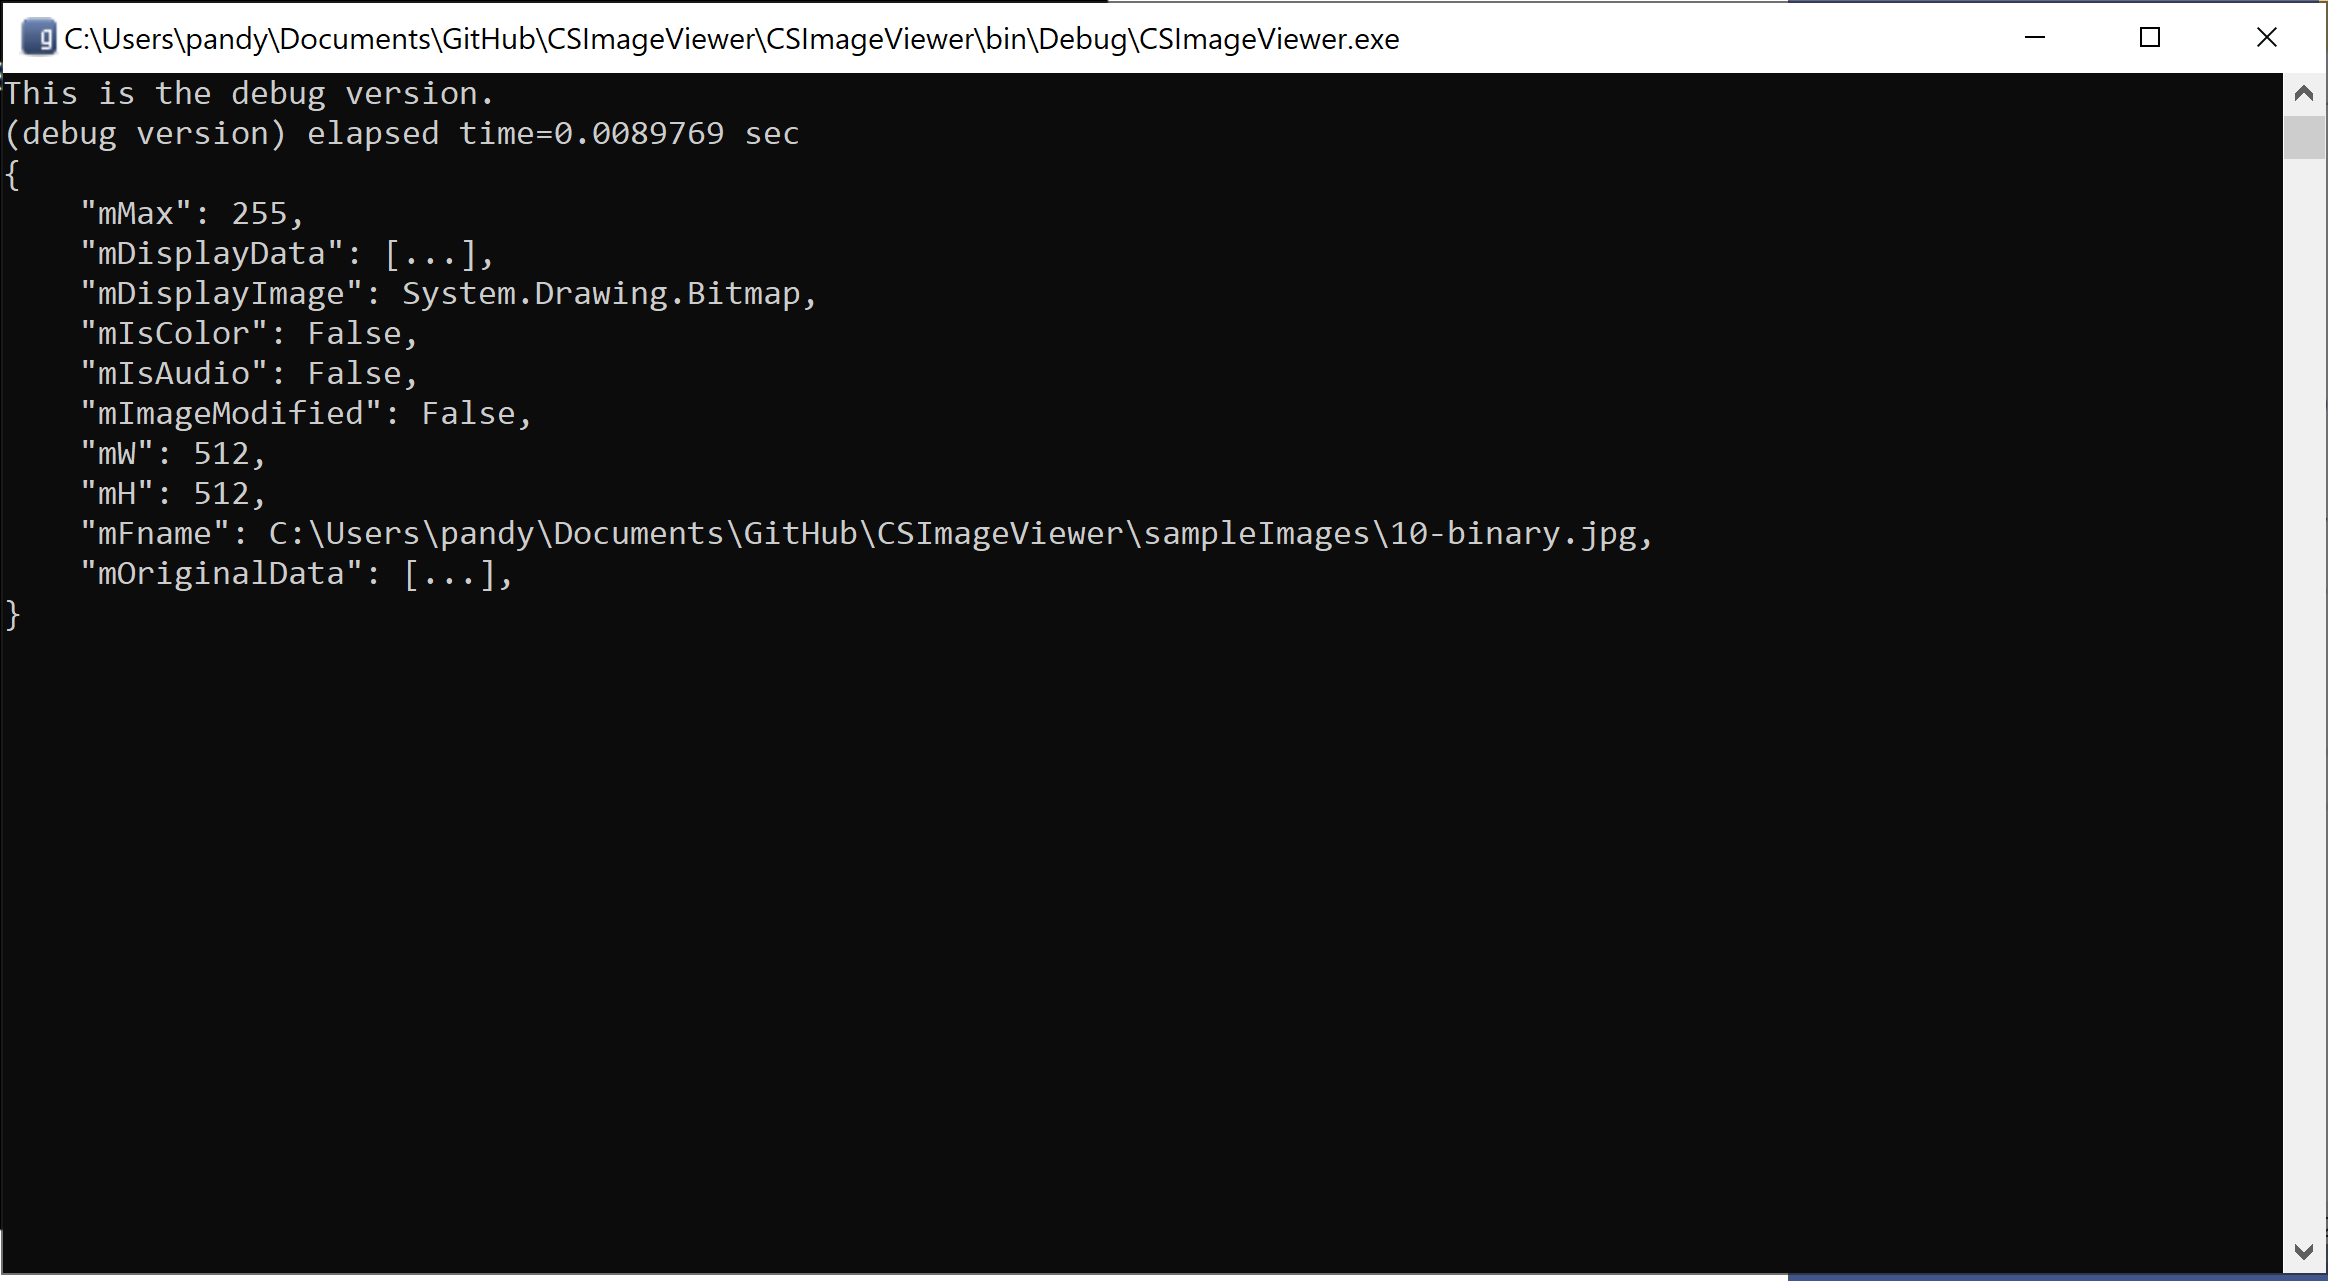 g C:\Users\pandy\Documents\GitHub\CSImageViewer\CSImageViewer\bin\Debug\CSImageViewer.exe
This is the debug version.
(debug version) elapsed time=0.0089769 sec
{
    "mMax": 255,
    "mDisplayData": [...],
    "mDisplayImage": System.Drawing.Bitmap,
    "mIsColor": False,
    "mIsAudio": False,
    "mImageModified": False,
    "mW": 512,
    "mH": 512,
    "mFname": C:\Users\pandy\Documents\GitHub\CSImageViewer\sampleImages\10-binary.jpg,
    "mOriginalData": [...],
}